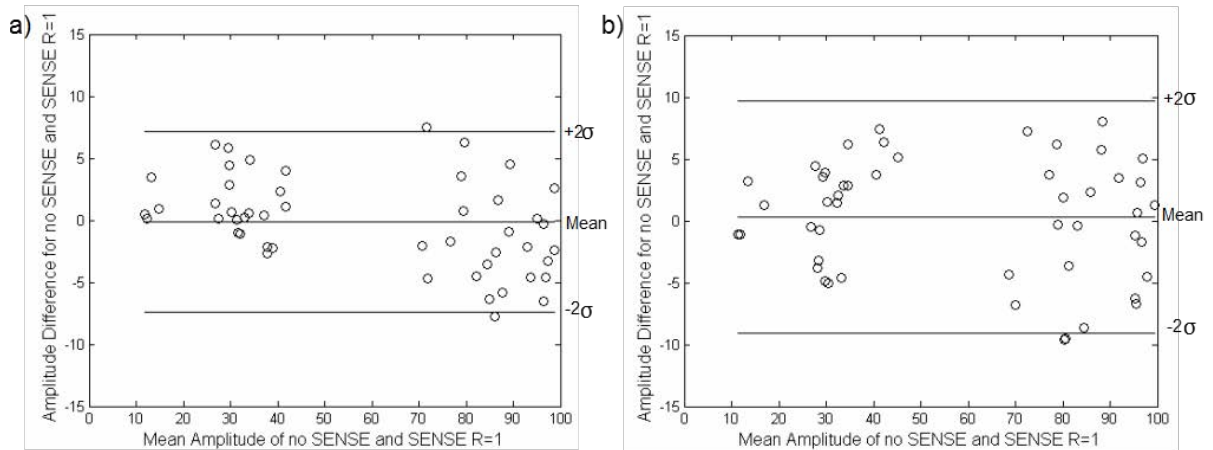 a)
Amplitude Difference for no SENSE and SENSE R=1
15
10
5
0
-5
-10
-15
+2σ
Mean
-2σ
0 10 20 30 40 50 60 70 80 90 100
Mean Amplitude of no SENSE and SENSE R=1
b)
Amplitude Difference for no SENSE and SENSE R=1
15
10
5
0
-5
-10
-15
+2σ
Mean
-2σ
0 10 20 30 40 50 60 70 80 90 100
Mean Amplitude of no SENSE and SENSE R=1